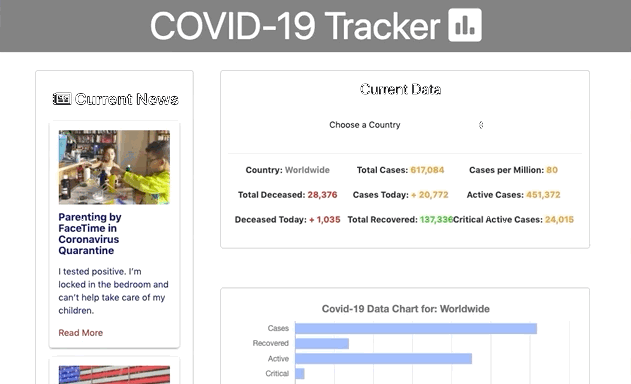 COVID-19 Tracker
Current News
Parenting by
FaceTime in
Coronavirus
Quarantine
I tested positive. I'm
locked in the bedroom and
can't help take care of my
children.
Read More
Current Data
Choose a Country
Country: Worldwide
Total Cases: 617,084
Cases per Million: 80
Total Deceased: 28,376
Cases Today: + 20,772
Active Cases: 451,372
Deceased Today: + 1,035
Total Recovered: 137,336
Critical Active Cases: 24,015
Covid-19 Data Chart for: Worldwide
Cases
Recovered
Active
Critical